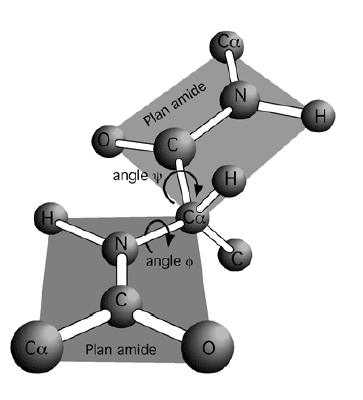 Cα
Plan amide
N
H
O
C
angle ψ
H
H
Cα
N
angle ϕ
C
C
Cα
Plan amide
O